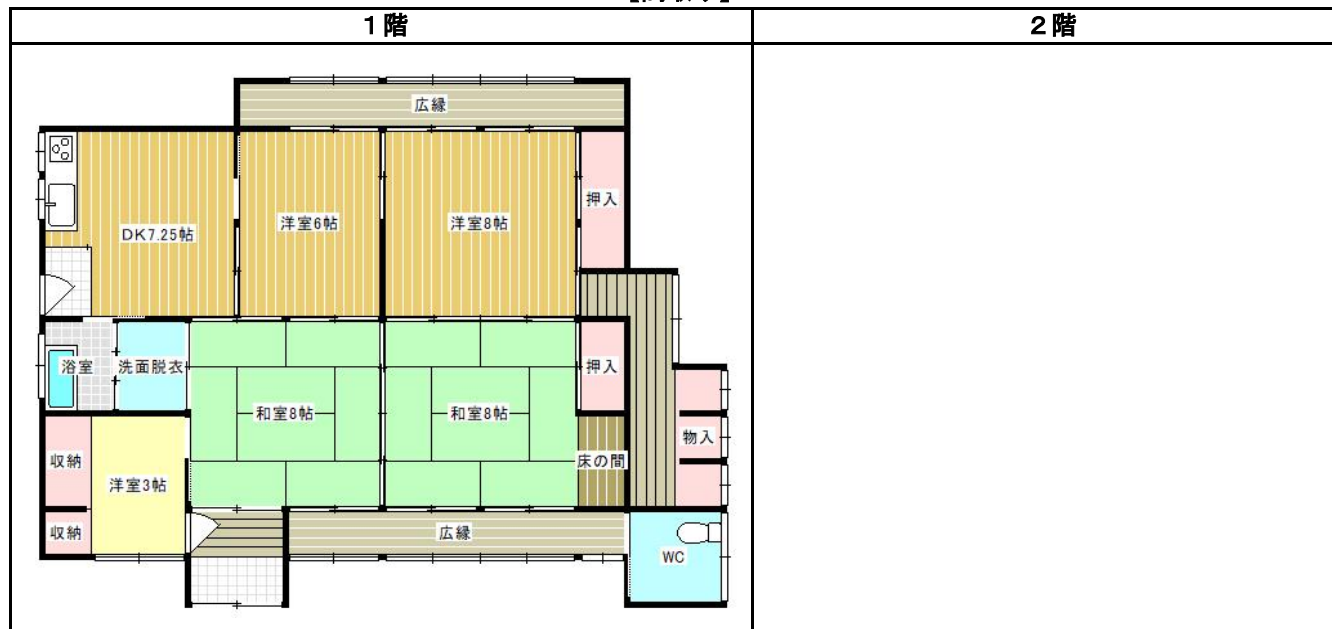 1階
2階
広縁
押入
洋室6帖
洋室8帖
DK7.25帖
浴室
洗面脱衣
押入
和室8帖
和室8帖
物入
収納
床の間
洋室3帖
収納
広縁
WC